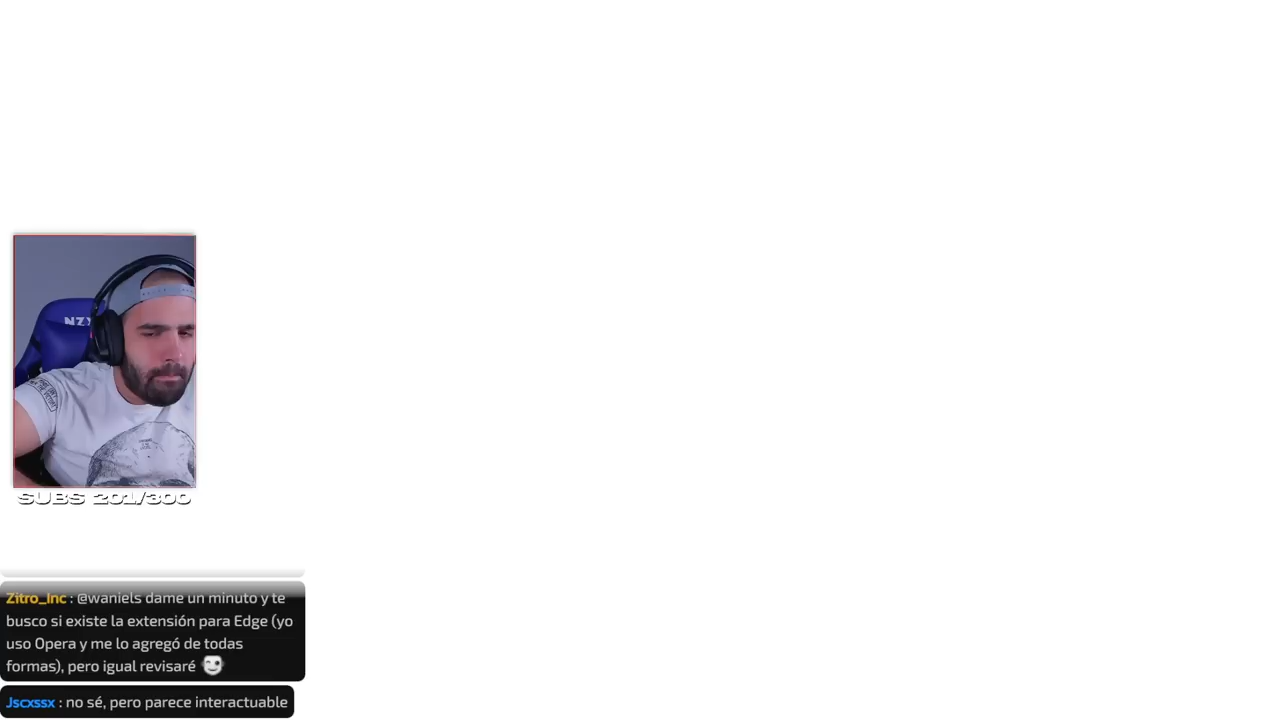 NZX
SUBS 201/300
Zitro_Inc : @waniels dame un minuto y te
busco si existe la extensión para Edge (yo
uso Opera y me lo agregó de todas
formas), pero igual revisaré
Jscxssx : no sé, pero parece interactuable